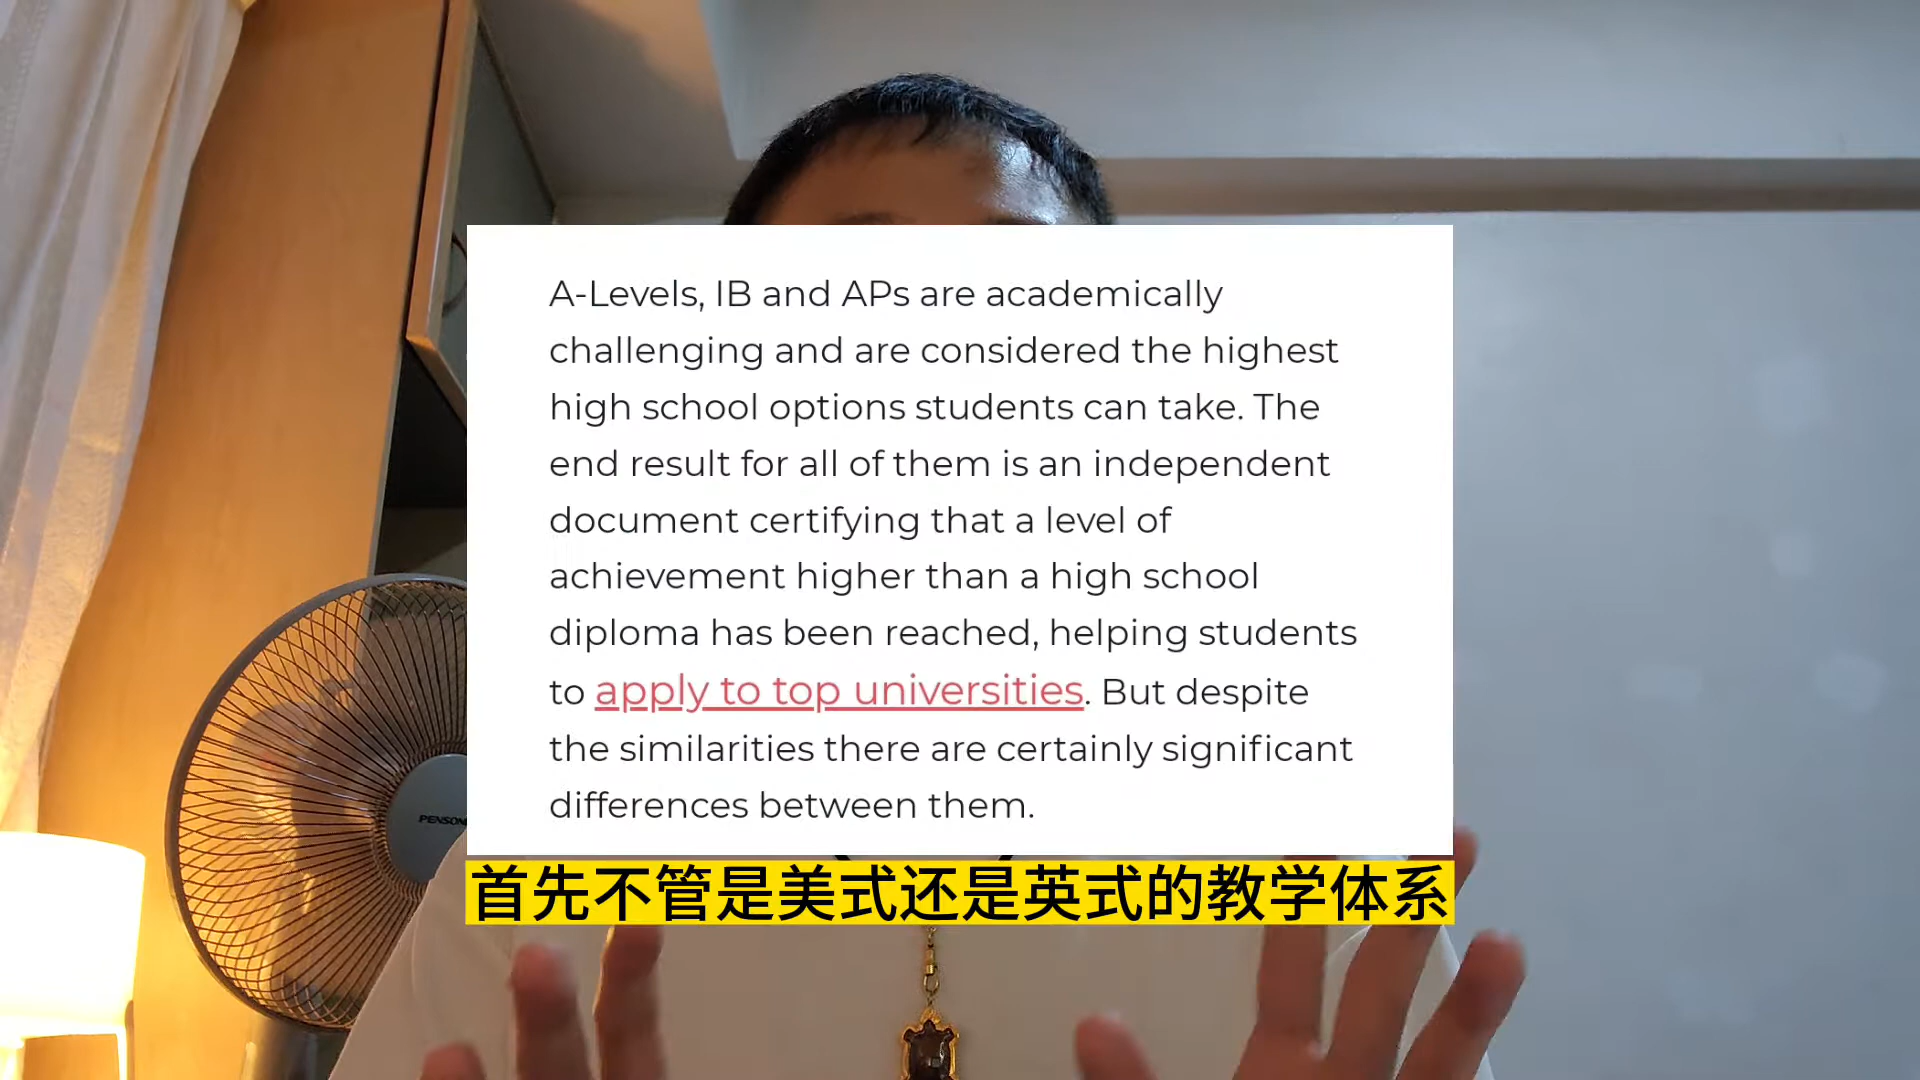 A-Levels, IB and APs are academically
challenging and are considered the highest
high school options students can take. The
end result for all of them is an independent
document certifying that a level of
achievement higher than a high school
diploma has been reached, helping students
to apply to top universities. But despite
the similarities there are certainly significant
differences between them.
首先不管是美式还是英式的教学体系